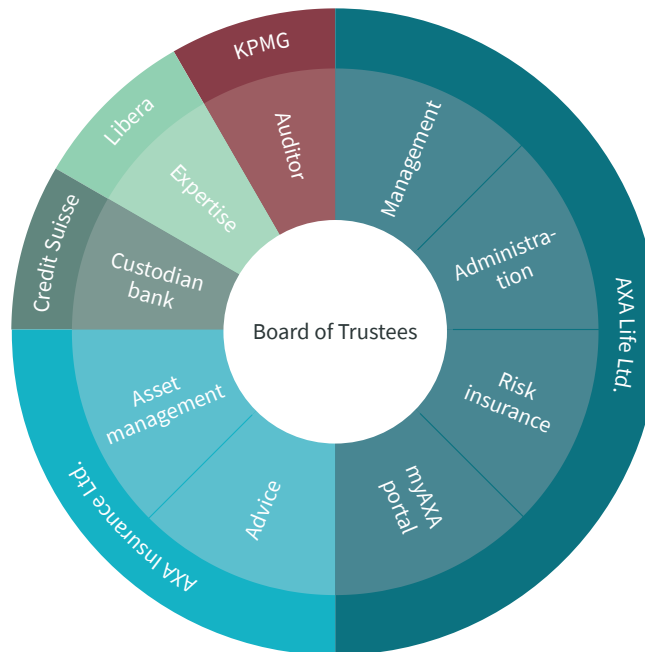 KPMG
Auditor
Libera
Expertise
Credit Suisse
Custodian
bank
Management
Administra-
tion
AXA Life Ltd.
Board of Trustees
Risk
insurance
myAXA
portal
Asset
management
Advice
AXA Insurance Ltd.